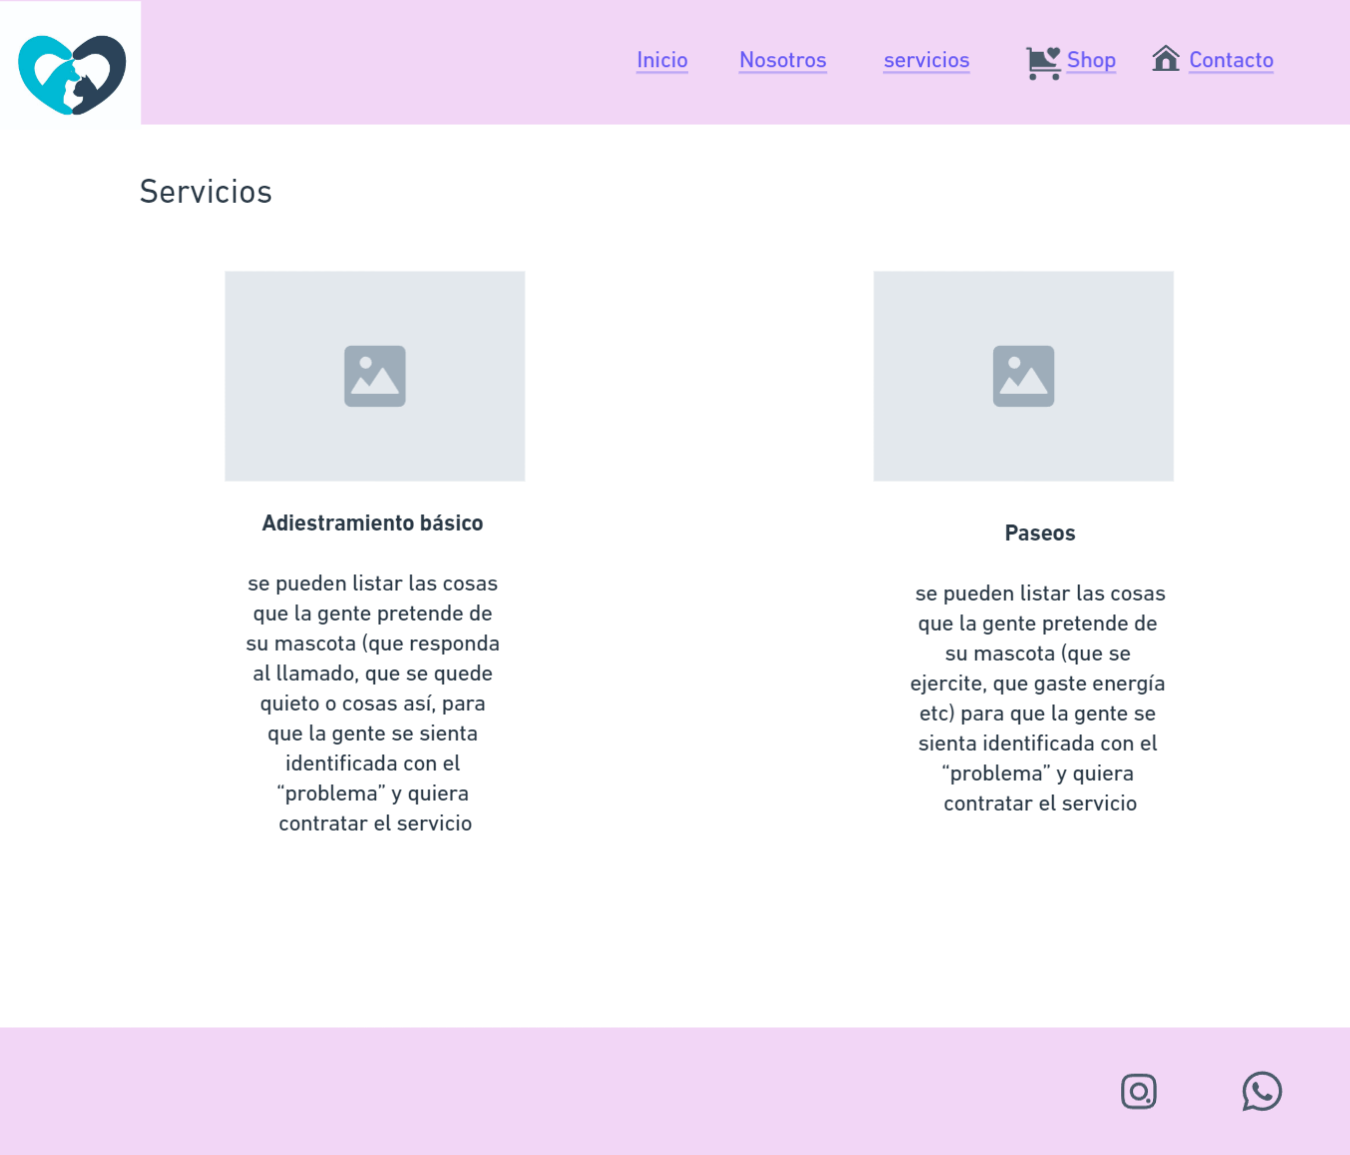 Inicio
Nosotros
servicios
Shop
Contacto
Servicios
Adiestramiento básico
se pueden listar las cosas
que la gente pretende de
su mascota (que responda
al llamado, que se quede
quieto o cosas así, para
que la gente se sienta
identificada con el
“problema” y quiera
contratar el servicio
Paseos
se pueden listar las cosas
que la gente pretende de
su mascota (que se
ejercite, que gaste energía
etc) para que la gente se
sienta identificada con el
“problema” y quiera
contratar el servicio